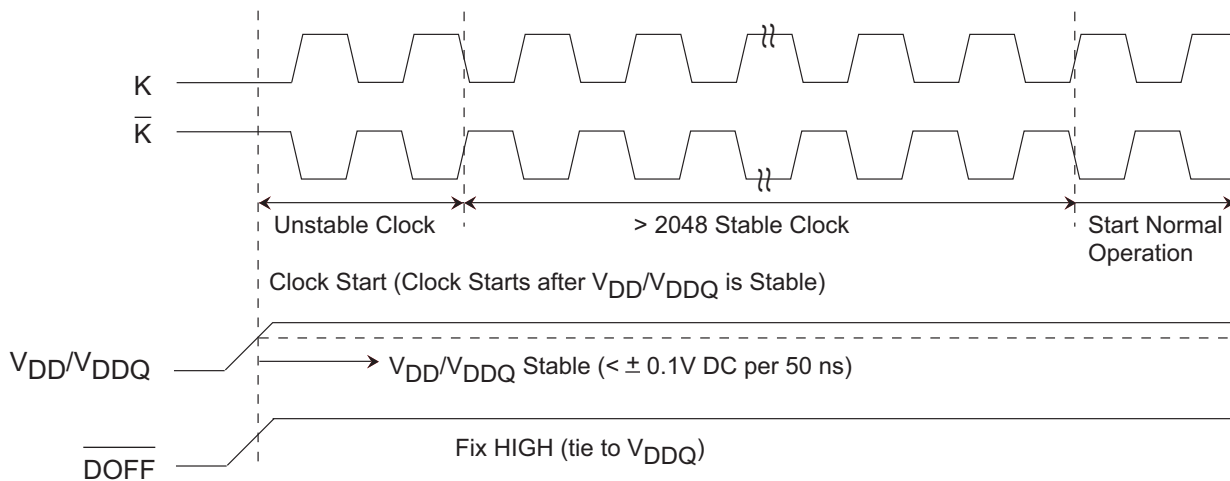 K
K̅
Unstable Clock
> 2048 Stable Clock
Start Normal
Operation
Clock Start (Clock Starts after VDD/VDDQ is Stable)
VDD/VDDQ
VDD/VDDQ Stable (< ± 0.1V DC per 50 ns)
DOFF
Fix HIGH (tie to VDDQ)